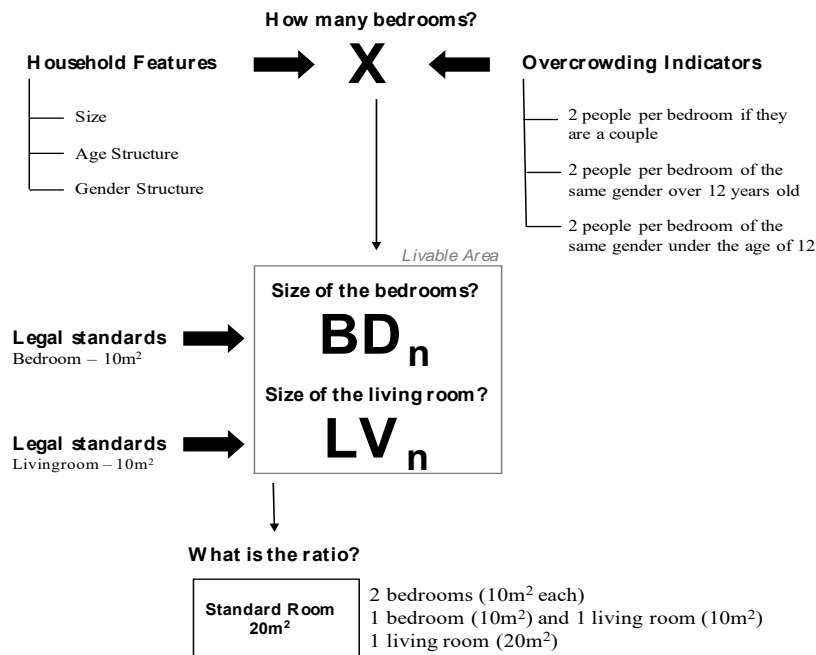 How many bedrooms?
Household Features
X
Overcrowding Indicators
Size
Age Structure
Gender Structure
2 people per bedroom if they
are a couple
2 people per bedroom of the
same gender over 12 years old
2 people per bedroom of the
same gender under the age of 12
Livable Area
Size of the bedrooms?
BDₙ
Legal standards
Bedroom – 10m²
Size of the living room?
LVₙ
Legal standards
Livingroom – 10m²
What is the ratio?
Standard Room
20m²
2 bedrooms (10m² each)
1 bedroom (10m²) and 1 living room (10m²)
1 living room (20m²)